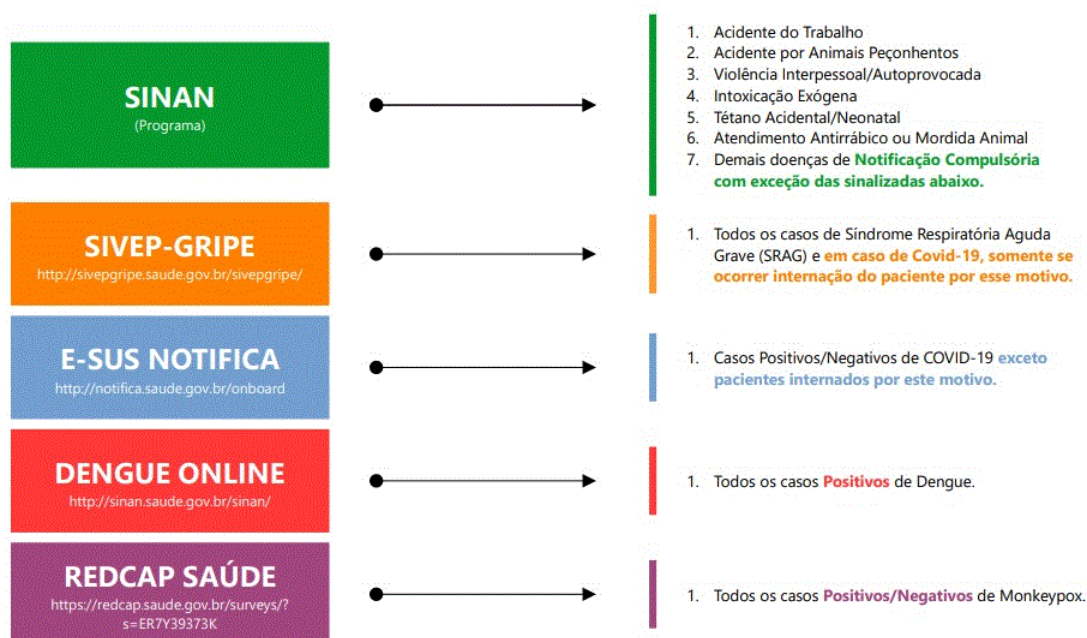 SINAN
(Programa)
1. Acidente do Trabalho
2. Acidente por Animais Peçonhentos
3. Violência Interpessoal/Autoprovocada
4. Intoxicação Exógena
5. Tétano Acidental/Neonatal
6. Atendimento Antirrábico ou Mordida Animal
7. Demais doenças de Notificação Compulsória
com exceção das sinalizadas abaixo.
SIVEP-GRIPE
http://sivepgripe.saude.gov.br/sivepgripe/
1. Todos os casos de Síndrome Respiratória Aguda
Grave (SRAG) e em caso de Covid-19, somente se
ocorrer internação do paciente por esse motivo.
E-SUS NOTIFICA
http://notifica.saude.gov.br/onboard
1. Casos Positivos/Negativos de COVID-19 exceto
pacientes internados por este motivo.
DENGUE ONLINE
http://sinan.saude.gov.br/sinan/
1. Todos os casos Positivos de Dengue.
REDCAP SAÚDE
https://redcap.saude.gov.br/surveys/?
s=ER7Y39373K
1. Todos os casos Positivos/Negativos de Monkeypox.